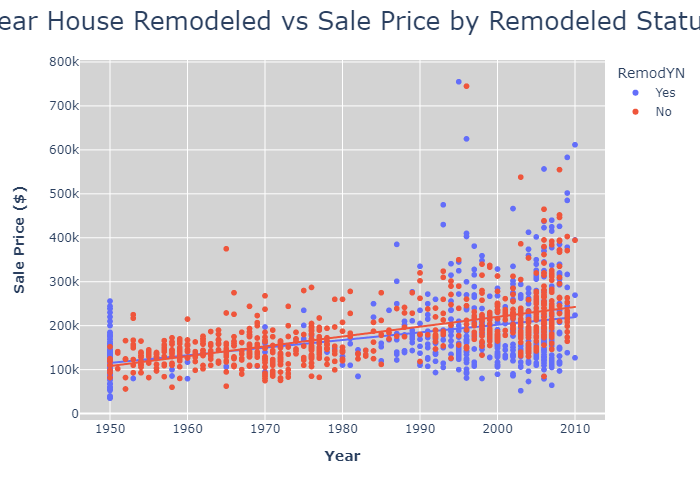 ear House Remodeled vs Sale Price by Remodeled Statu
RemodYN
Yes
No
800k
700k
600k
500k
400k
300k
200k
100k
0
Sale Price ($)
1950 1960 1970 1980 1990 2000 2010
Year